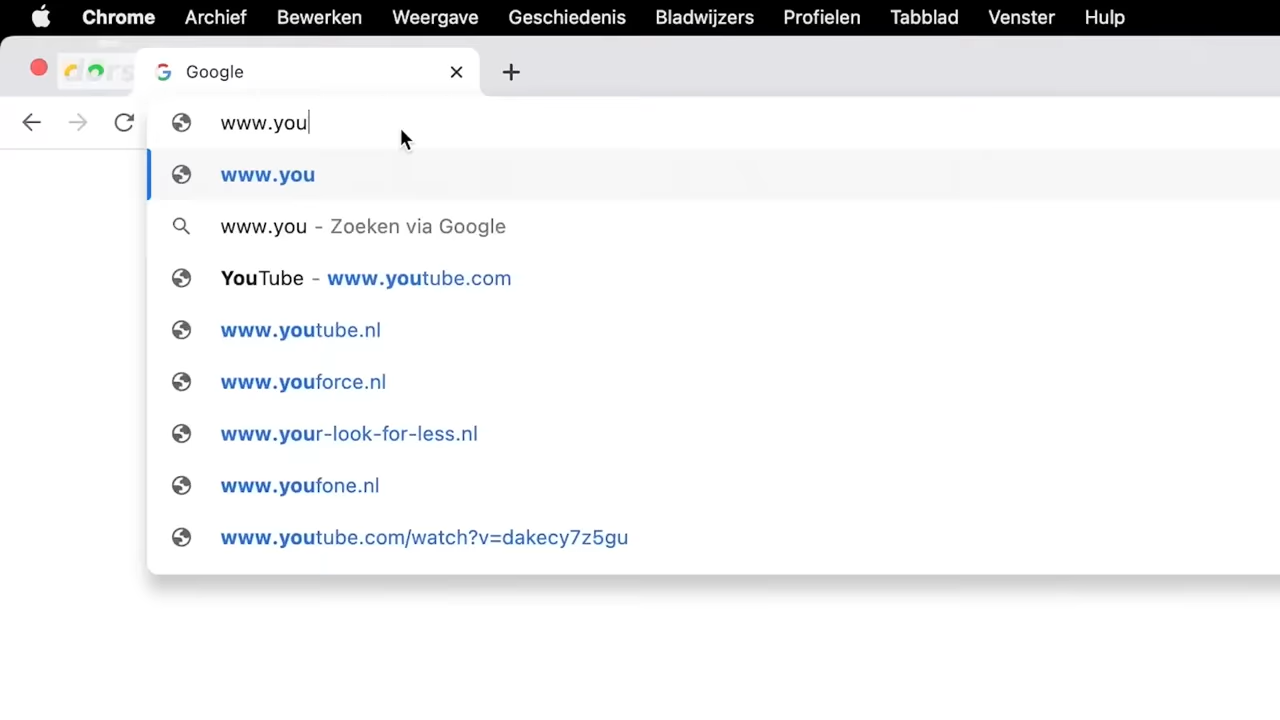 Chrome Archief Bewerken Weergave Geschiedenis Bladwijzers Profielen Tabblad Venster Hulp
Google
www.you
www.you
www.you - Zoeken via Google
YouTube - www.youtube.com
www.youtube.nl
www.youforce.nl
www.your-look-for-less.nl
www.youfone.nl
www.youtube.com/watch?v=dakecy7z5gu